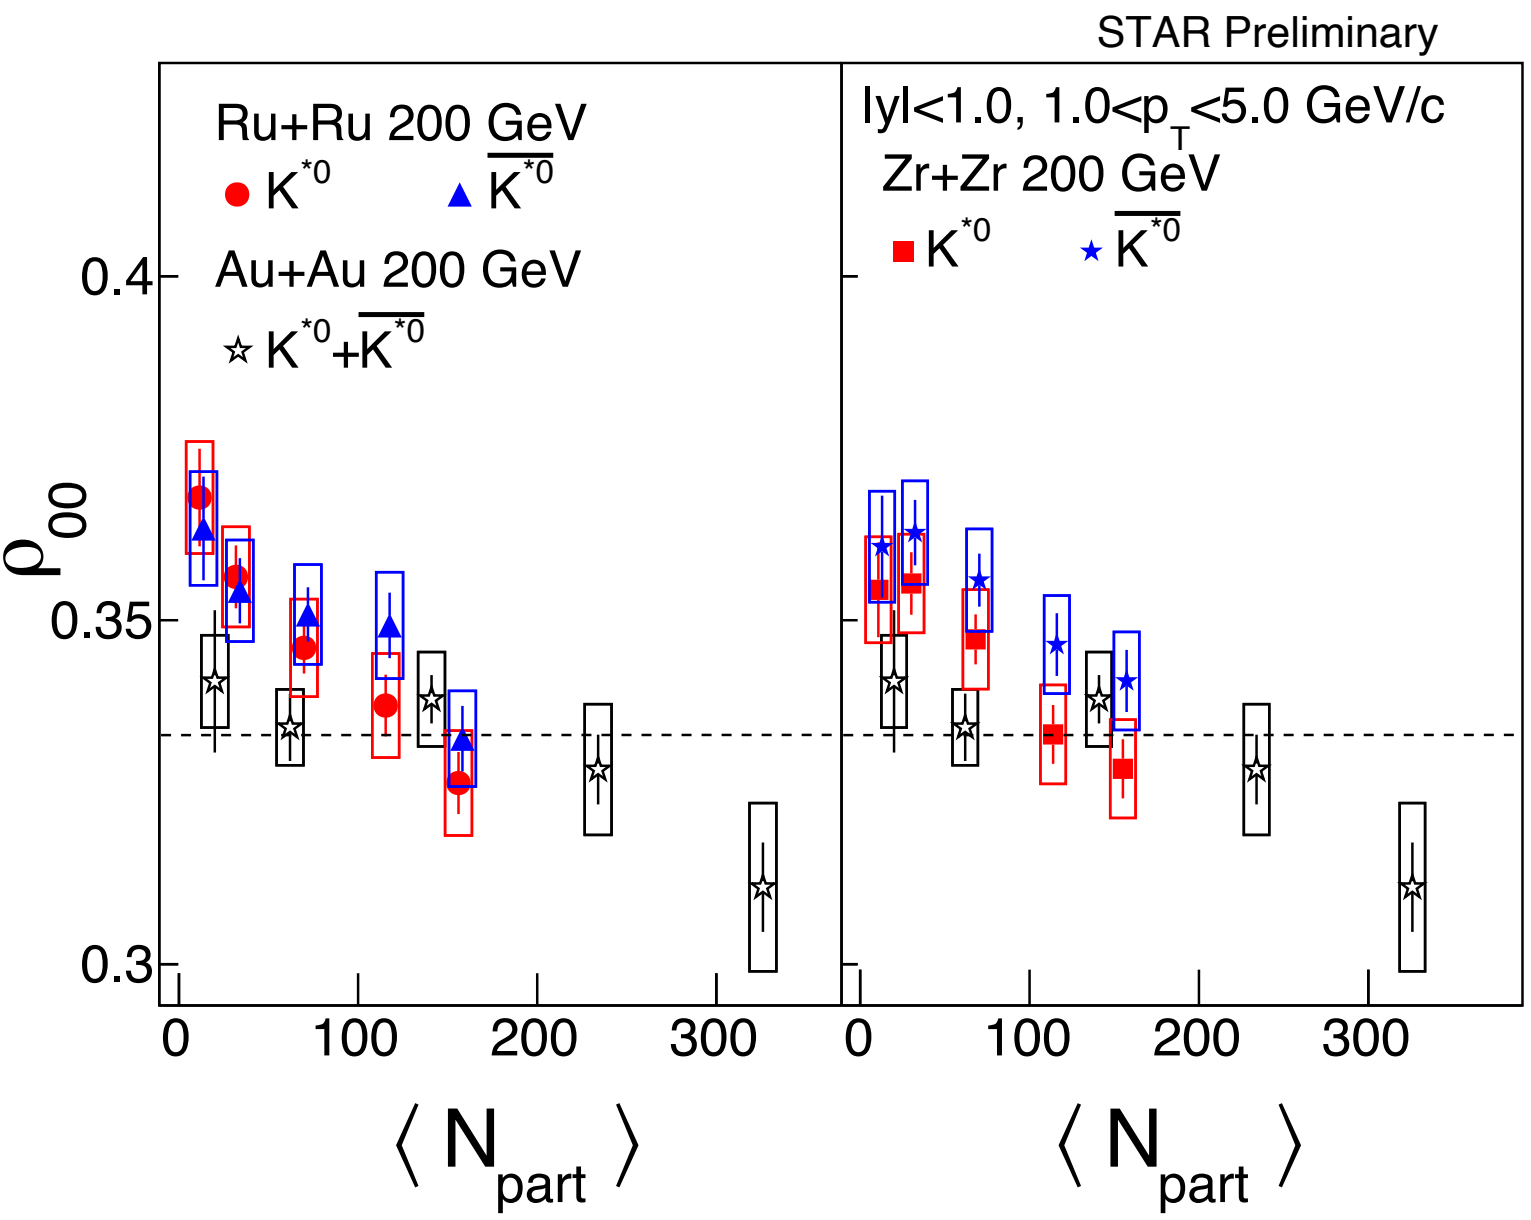 STAR Preliminary
Ru+Ru 200 GeV
K*0 K*0
Au+Au 200 GeV
K*0+K*0
|y|<1.0, 1.0<pT<5.0 GeV/c
Zr+Zr 200 GeV
K*0 K*0
ρ00
0.4
0.35
0.3
0 100 200 300
0 100 200 300
⟨ Npart ⟩
⟨ Npart ⟩